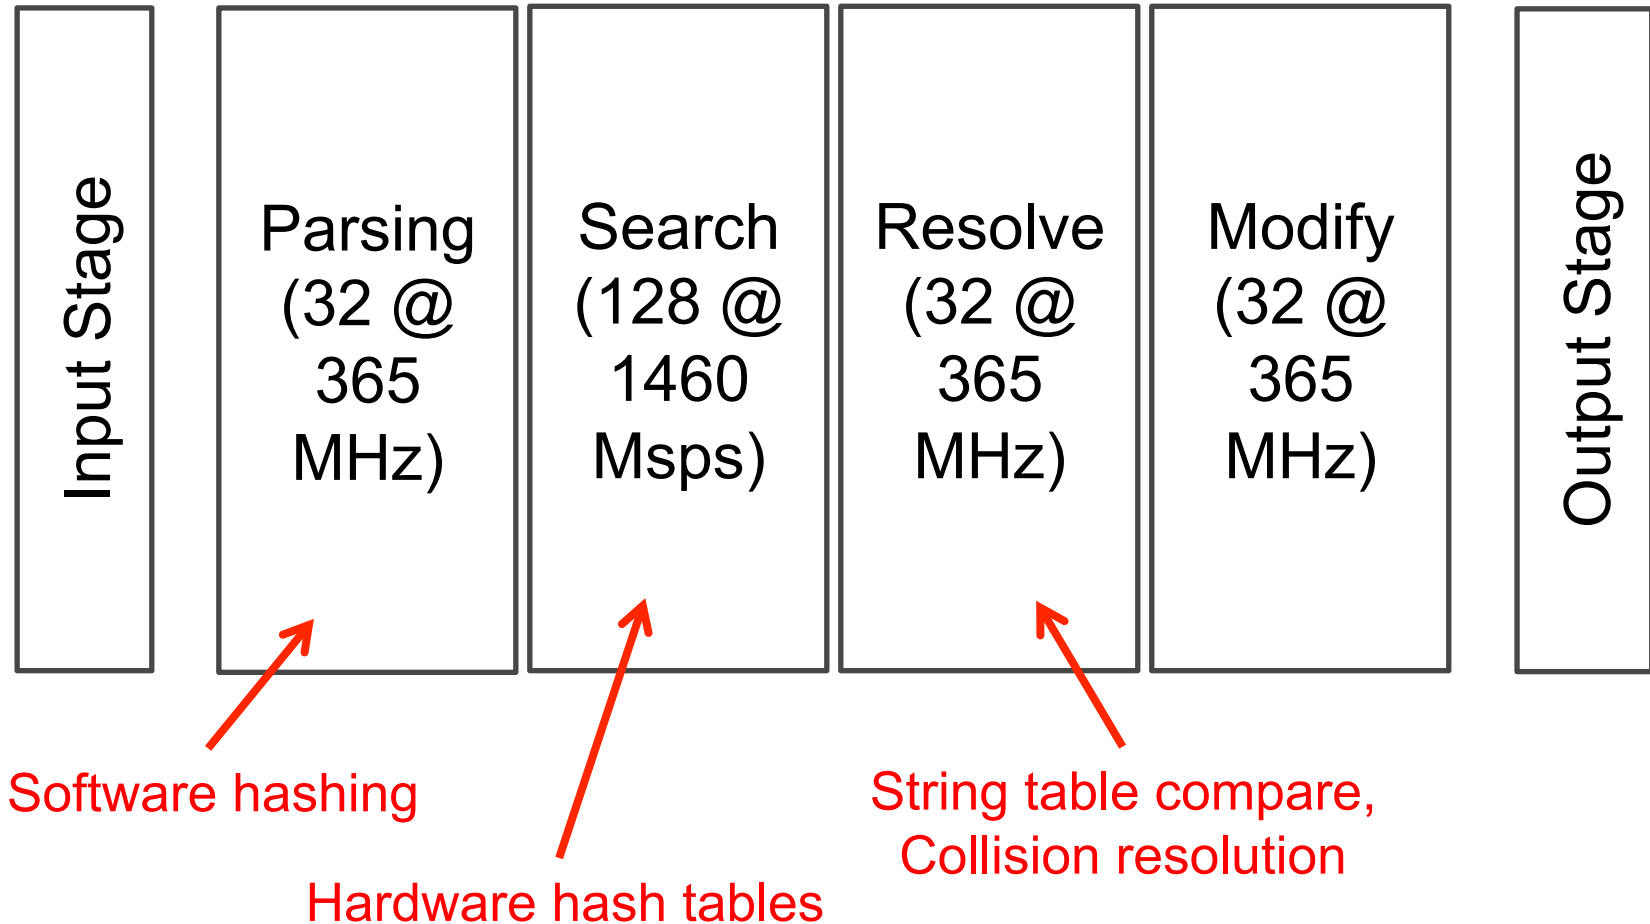 Input Stage
Parsing
(32 @
365
MHz)
Search
(128 @
1460
Msps)
Resolve
(32 @
365
MHz)
Modify
(32 @
365
MHz)
Output Stage
Software hashing
Hardware hash tables
String table compare,
Collision resolution